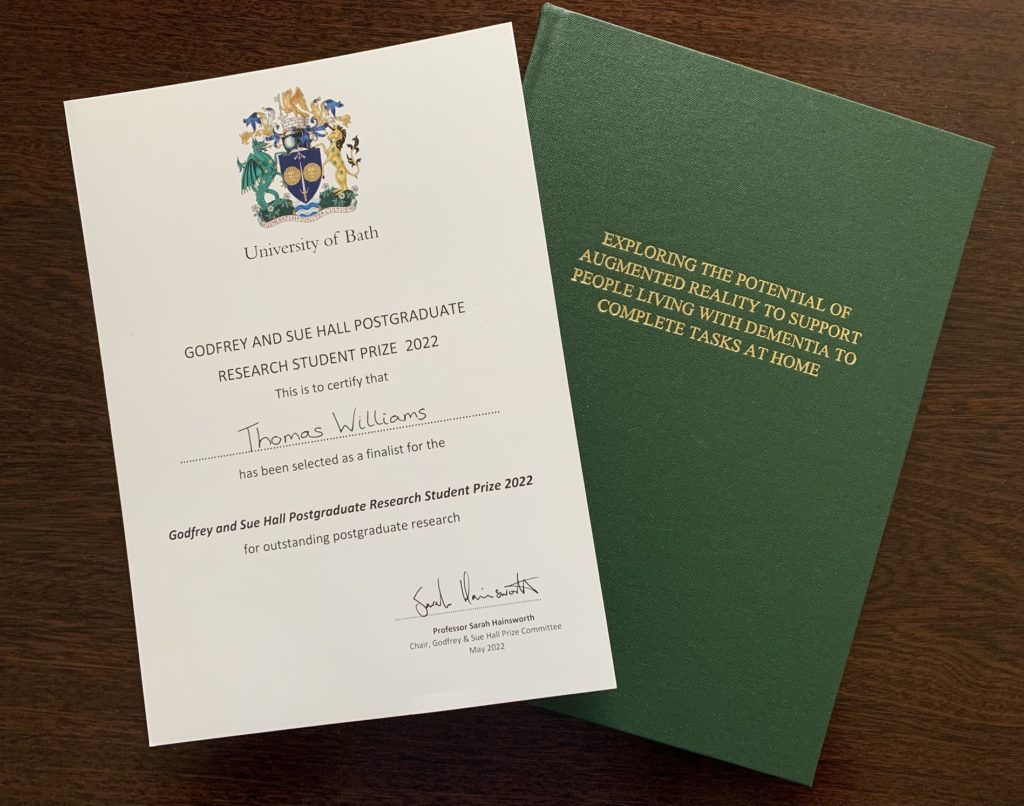 University of Bath
GODFREY AND SUE HALL POSTGRADUATE
RESEARCH STUDENT PRIZE 2022
This is to certify that
Thomas Williams
has been selected as a finalist for the
Godfrey and Sue Hall Postgraduate Research Student Prize 2022
for outstanding postgraduate research
Sarah Hainsworth
Professor Sarah Hainsworth
Chair, Godfrey & Sue Hall Prize Committee
May 2022
EXPLORING THE POTENTIAL OF
AUGMENTED REALITY TO SUPPORT
PEOPLE LIVING WITH DEMENTIA TO
COMPLETE TASKS AT HOME